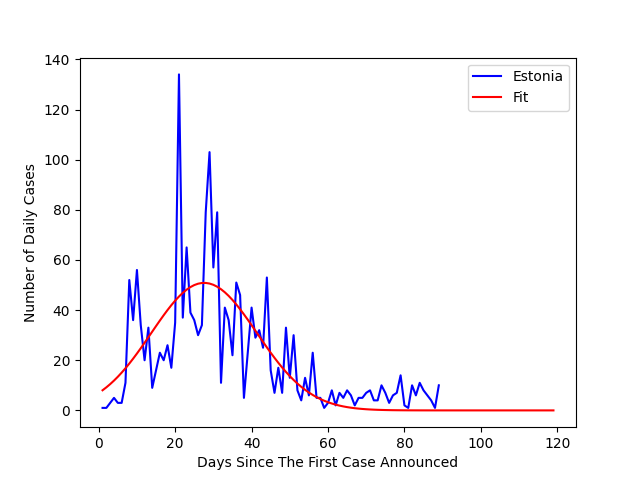 140
120
100
80
60
40
20
0
Number of Daily Cases
Estonia
Fit
0 20 40 60 80 100 120
Days Since The First Case Announced